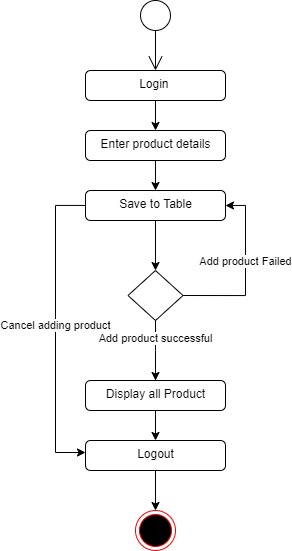 Login
Enter product details
Save to Table
Add product Failed
Cancel adding product
Add product successful
Display all Product
Logout